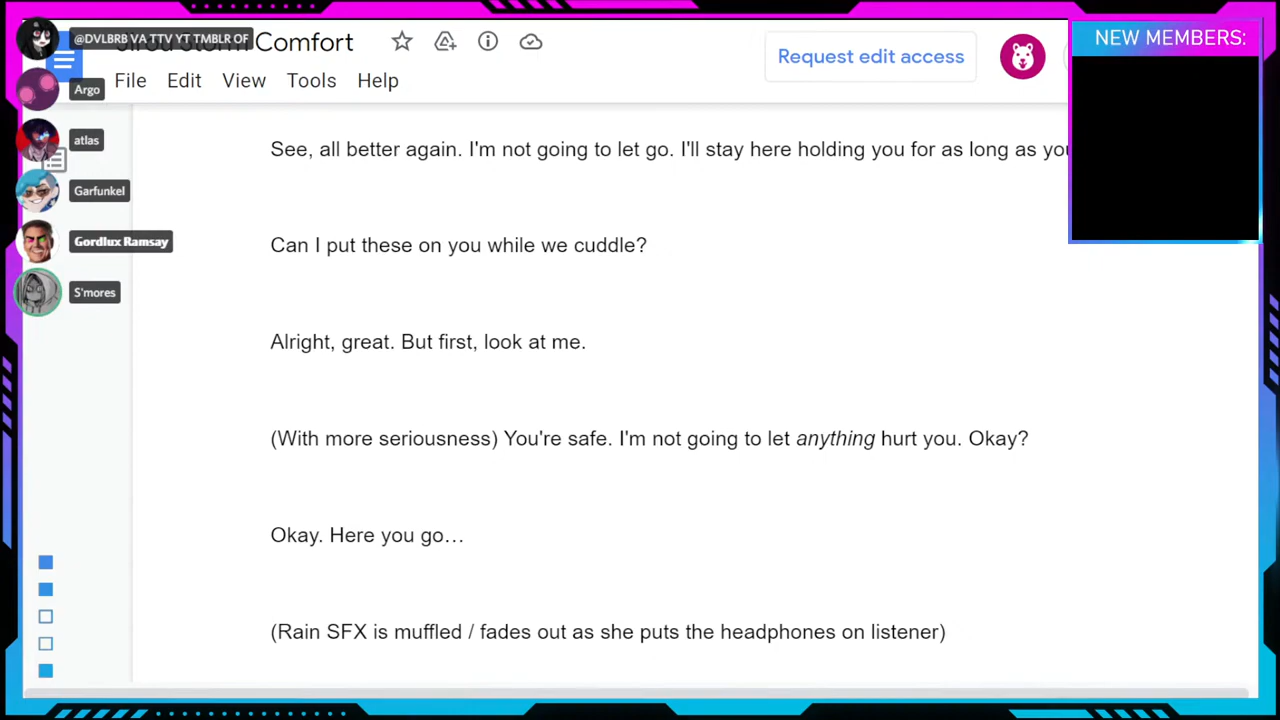 @DVLBRB VA TTV YT TMBLR OF
Comfort
Request edit access
NEW MEMBERS:
File Edit View Tools Help
Argo
atlas
Garfunkel
Gordlux Ramsay
S'mores
See, all better again. I'm not going to let go. I'll stay here holding you for as long as you
Can I put these on you while we cuddle?
Alright, great. But first, look at me.
(With more seriousness) You're safe. I'm not going to let anything hurt you. Okay?
Okay. Here you go…
(Rain SFX is muffled / fades out as she puts the headphones on listener)